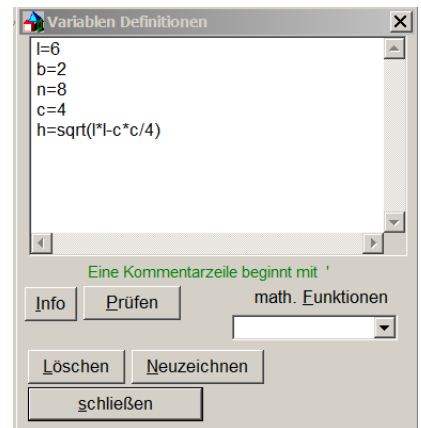 Variablen Definitionen
l=6
b=2
n=8
c=4
h=sqrt(l*l-c*c/4)
Eine Kommentarzeile beginnt mit '
Info Prüfen math. Funktionen
Löschen Neuzeichnen
schließen